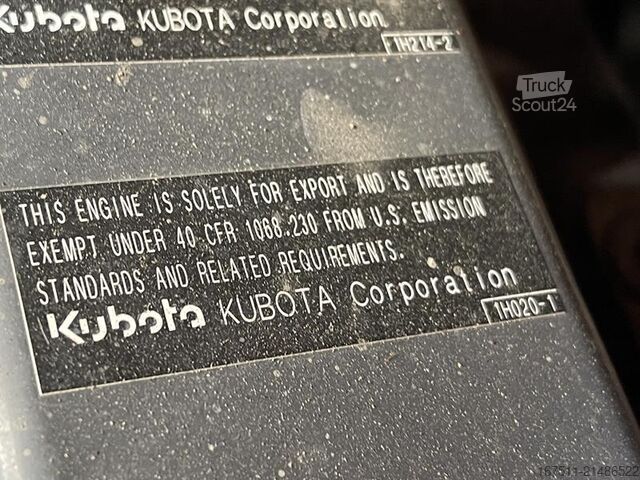 Kubota KUBOTA Corporation
1H214-2
Truck
Scout24
THIS ENGINE IS SOLELY FOR EXPORT AND IS THEREFORE
EXEMPT UNDER 40 CFR 1068.230 FROM U.S. EMISSION
STANDARDS AND RELATED REQUIREMENTS.
Kubota KUBOTA Corporation
1H020-1
167511-21486522